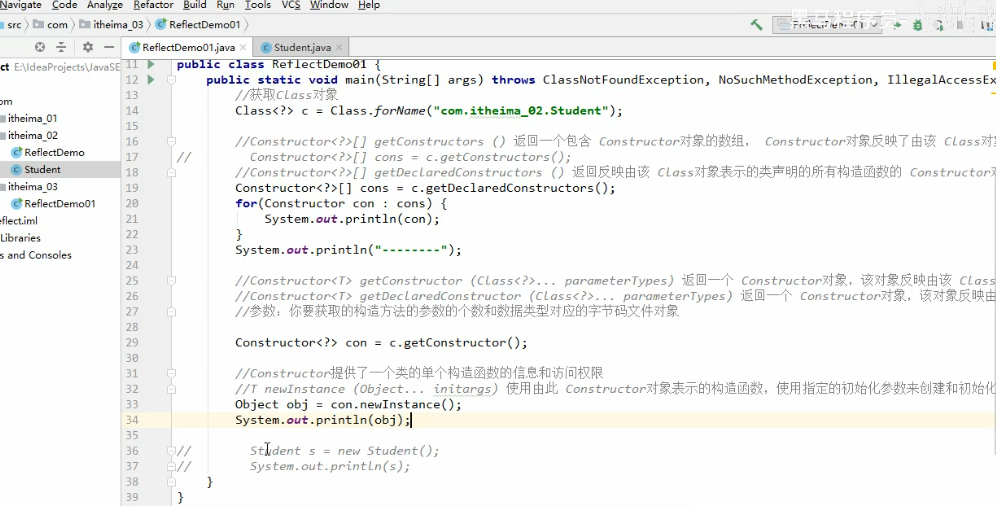 Navigate Code Analyze Refactor Build Run Tools VCS Window Help
src com itheima_03 ReflectDemo01
黑马程序员
ReflectDemo01.java Student.java
ct E:\IdeaProjects\JavaSE
om
itheima_01
itheima_02
ReflectDemo
Student
itheima_03
ReflectDemo01
eflect.iml
Libraries
s and Consoles
11 public class ReflectDemo01 {
12 public static void main(String[] args) throws ClassNotFoundException, NoSuchMethodException, IllegalAccessEx
13 //获取Class对象
14 Class<?> c = Class.forName("com.itheima_02.Student");
15
16 //Constructor<?>[] getConstructors () 返回一个包含 Constructor对象的数组, Constructor对象反映了由该 Class对
17 // Constructor<?>[] cons = c.getConstructors();
18 //Constructor<?>[] getDeclaredConstructors () 返回反映由该 Class对象表示的类声明的所有构造函数的 Constructor对
19 Constructor<?>[] cons = c.getDeclaredConstructors();
20 for(Constructor con : cons) {
21 System.out.println(con);
22 }
23 System.out.println("--------");
24
25 //Constructor<T> getConstructor (Class<?>... parameterTypes) 返回一个 Constructor对象,该对象反映由该 Clas
26 //Constructor<T> getDeclaredConstructor (Class<?>... parameterTypes) 返回一个 Constructor对象,该对象反映由
27 //参数:你要获取的构造方法的参数的个数和数据类型对应的字节码文件对象
28
29 Constructor<?> con = c.getConstructor();
30
31 //Constructor提供了一个类的单个构造函数的信息和访问权限
32 //T newInstance (Object... initargs) 使用由此 Constructor对象表示的构造函数,使用指定的初始化参数来创建和初始化
33 Object obj = con.newInstance();
34 System.out.println(obj);
35
36 // Student s = new Student();
37 // System.out.println(s);
38 }
39 }